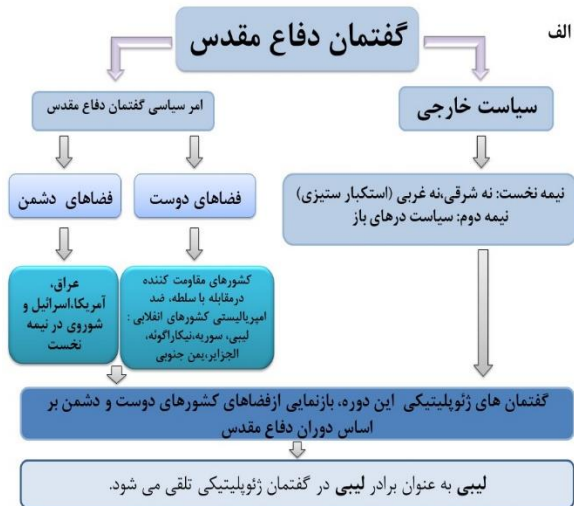 الف
گفتمان دفاع مقدس
سیاست خارجی
امر سیاسی گفتمان دفاع مقدس
نیمه نخست: نه شرقی،نه غربی (استکبار ستیزی)
نیمه دوم: سیاست درهای باز
فضاهای دوست
فضاهای دشمن
کشورهای مقاومت کننده
درمقابله با سلطه، ضد
امپریالیستی کشورهای انقلابی :
لیبی، سوریه،نیکاراگوئه،
الجزایر،یمن جنوبی
عراق،
آمریکا،اسرائیل و
شوروی در نیمه
نخست
گفتمان های ژئوپلیتیکی این دوره، بازنمایی ازفضاهای کشورهای دوست و دشمن بر
اساس دوران دفاع مقدس
لیبی به عنوان برادر لیبی در گفتمان ژئوپلیتیکی تلقی می شود.